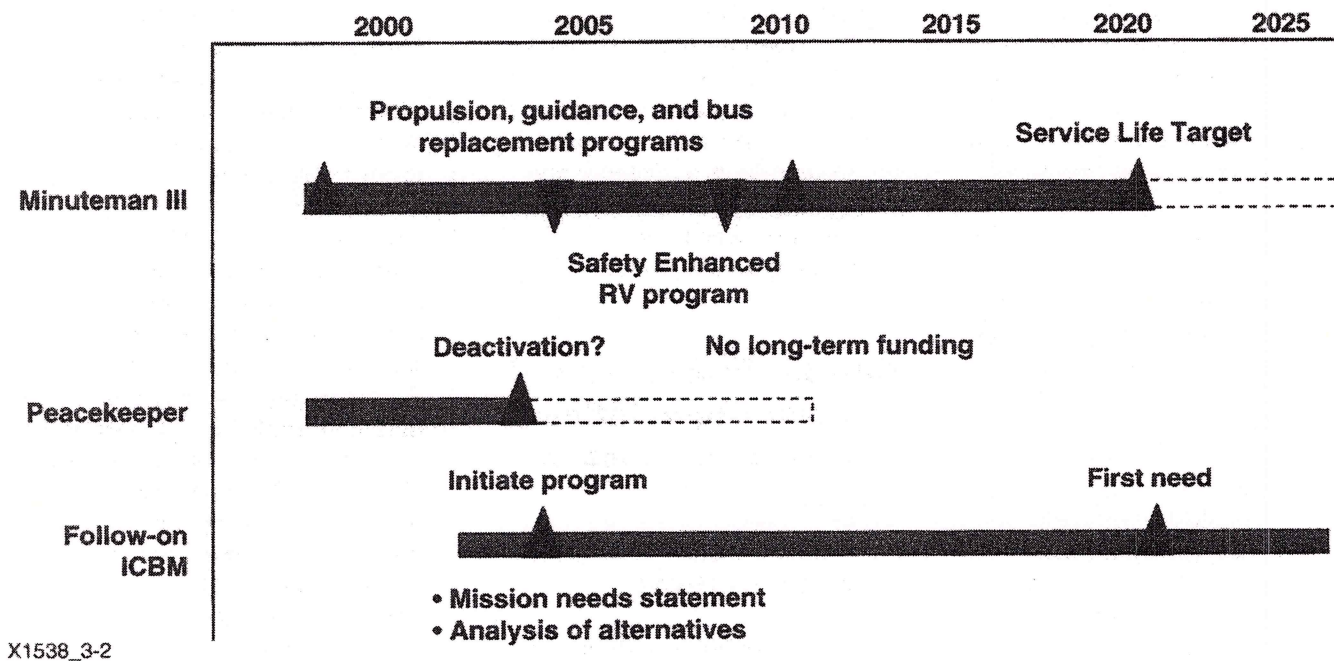 2000 2005 2010 2015 2020 2025
Propulsion, guidance, and bus
replacement programs
Service Life Target
Minuteman III
Safety Enhanced
RV program
Deactivation? No long-term funding
Peacekeeper
Initiate program First need
Follow-on
ICBM
• Mission needs statement
• Analysis of alternatives
X1538_3-2